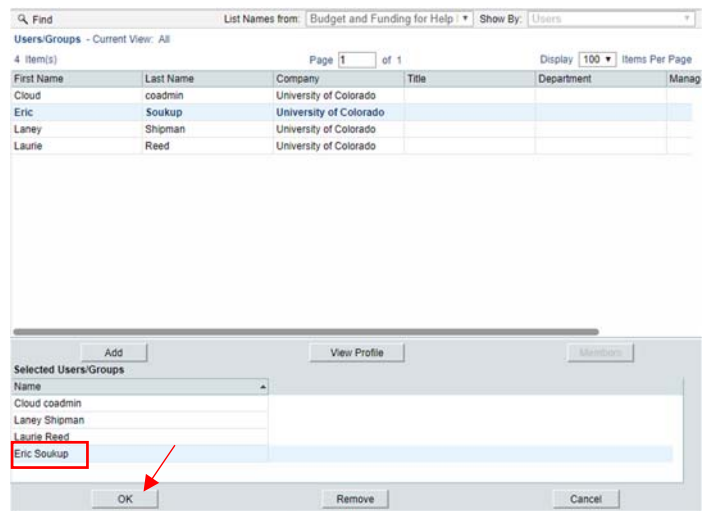 Find List Names from: Budget and Funding for Help Show By: Users
Users/Groups - Current View: All
4 Item(s) Page 1 of 1 Display 100 Items Per Page
First Name Last Name Company Title Department Manag
Cloud coadmin University of Colorado
Eric Soukup University of Colorado
Laney Shipman University of Colorado
Laurie Reed University of Colorado
Add View Profile Members
Selected Users/Groups
Name
Cloud coadmin
Laney Shipman
Laurie Reed
Eric Soukup
OK Remove Cancel